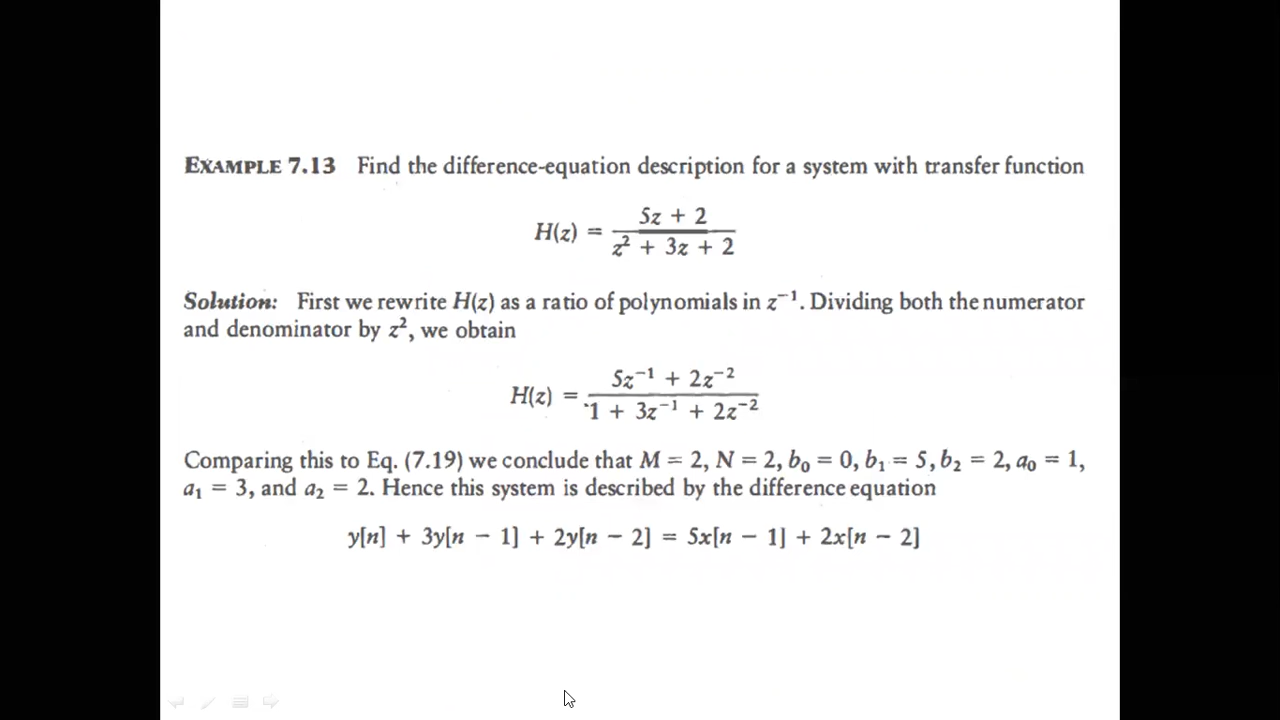 EXAMPLE 7.13 Find the difference-equation description for a system with transfer function
H(z) = (5z + 2) / (z² + 3z + 2)
Solution: First we rewrite H(z) as a ratio of polynomials in z⁻¹. Dividing both the numerator
and denominator by z², we obtain
H(z) = (5z⁻¹ + 2z⁻²) / (1 + 3z⁻¹ + 2z⁻²)
Comparing this to Eq. (7.19) we conclude that M = 2, N = 2, b₀ = 0, b₁ = 5, b₂ = 2, a₀ = 1,
a₁ = 3, and a₂ = 2. Hence this system is described by the difference equation
y[n] + 3y[n − 1] + 2y[n − 2] = 5x[n − 1] + 2x[n − 2]